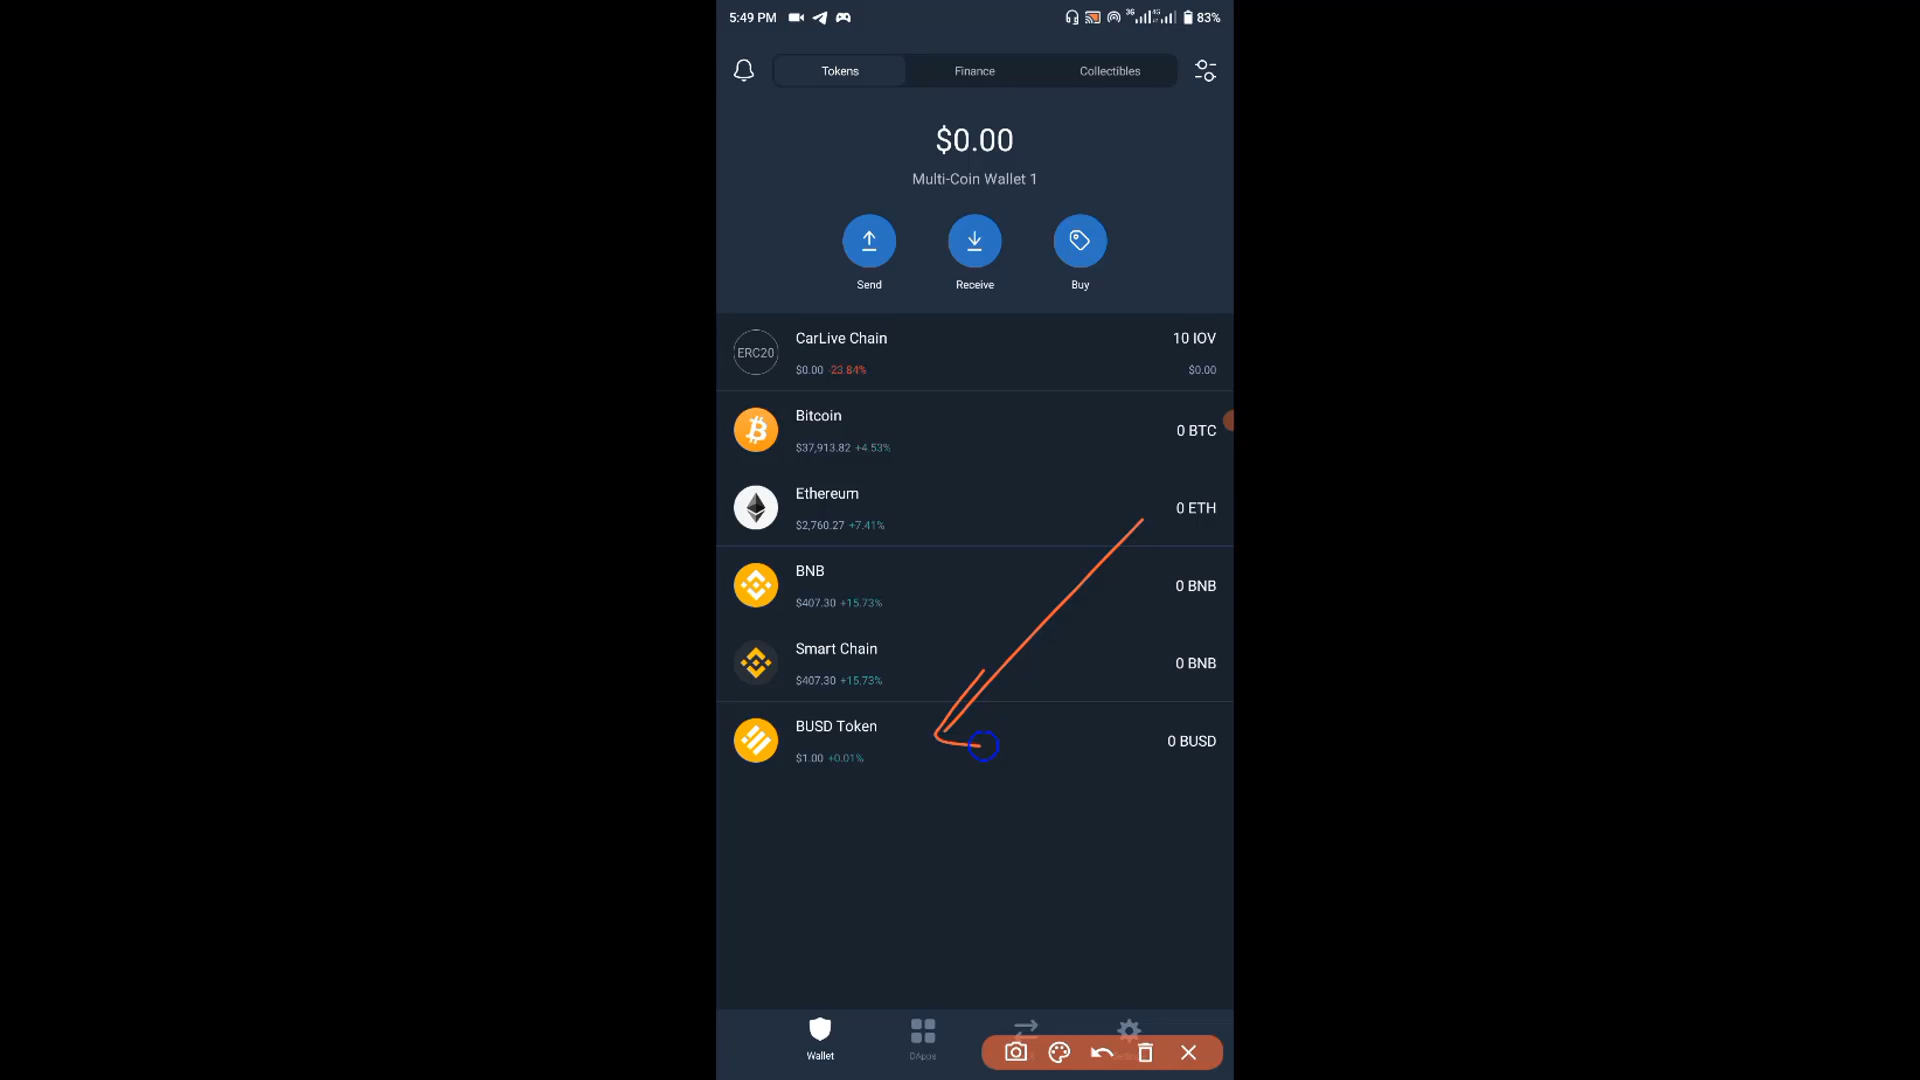 5:49 PM 3G 4G 83%
Tokens Finance Collectibles
$0.00
Multi-Coin Wallet 1
Send Receive Buy
ERC20 CarLive Chain 10 IOV
$0.00 -23.84% $0.00
Bitcoin 0 BTC
$37,913.82 +4.53%
Ethereum 0 ETH
$2,760.27 +7.41%
BNB 0 BNB
$407.30 +15.73%
Smart Chain 0 BNB
$407.30 +15.73%
BUSD Token 0 BUSD
$1.00 +0.01%
Wallet DApps